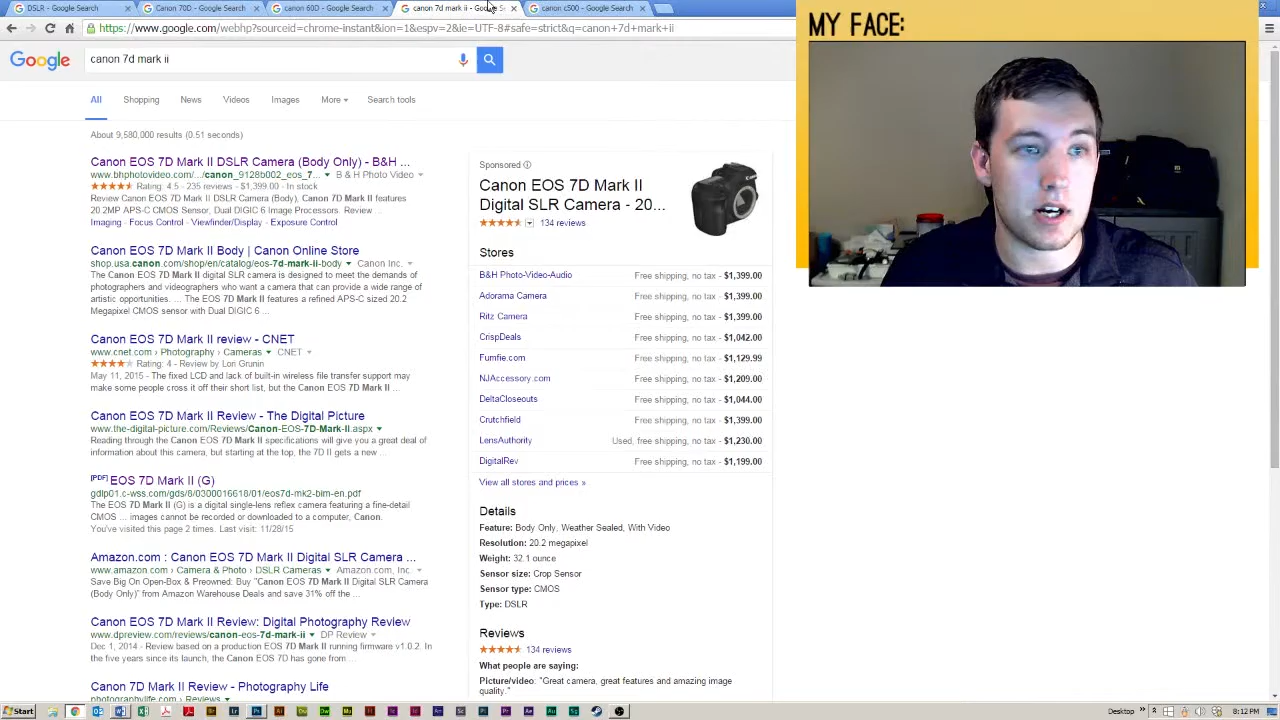 DSLR - Google Search
Canon 70D - Google Search
canon 60D - Google Search
canon 7d mark ii - Goog
canon c500 - Google Search
MY FACE:
https://www.google.com/webhp?sourceid=chrome-instant&ion=1&espv=2&ie=UTF-8#safe=strict&q=canon+7d+mark+ii
Google
canon 7d mark ii
All
Shopping
News
Videos
Images
More
Search tools
About 9,580,000 results (0.51 seconds)
Canon EOS 7D Mark II DSLR Camera (Body Only) - B&H ...
www.bhphotovideo.com/.../canon_9128b002_eos_7... B & H Photo Video
Rating: 4.5 - 235 reviews - $1,399.00 - In stock
Review Canon EOS 7D Mark II DSLR Camera (Body), Canon EOS 7D Mark II features
20.2MP APS-C CMOS Sensor, Dual DIGIC 6 Image Processors. Review ...
Imaging - Focus Control - Viewfinder/Display - Exposure Control
Canon EOS 7D Mark II Body | Canon Online Store
shop.usa.canon.com/shop/en/catalog/eos-7d-mark-ii-body Canon Inc.
The Canon EOS 7D Mark II digital SLR camera is designed to meet the demands of
photographers and videographers who want a camera that can provide a wide range of
artistic opportunities. ... The EOS 7D Mark II features a refined APS-C sized 20.2
Megapixel CMOS sensor with Dual DIGIC 6 ...
Canon EOS 7D Mark II review - CNET
www.cnet.com › Photography › Cameras CNET
Rating: 4 - Review by Lori Grunin
May 11, 2015 - The fixed LCD and lack of built-in wireless file transfer support may
make some people cross it off their short list, but the Canon EOS 7D Mark II ...
Canon EOS 7D Mark II Review - The Digital Picture
www.the-digital-picture.com/Reviews/Canon-EOS-7D-Mark-II.aspx
Reading through the Canon EOS 7D Mark II specifications will give you a great deal of
information about this camera, but starting at the top, the 7D II gets a new ...
[PDF] EOS 7D Mark II (G)
gdlp01.c-wss.com/gds/8/0300016618/01/eos7d-mk2-bim-en.pdf
The EOS 7D Mark II (G) is a digital single-lens reflex camera featuring a fine-detail
CMOS ... images cannot be recorded or downloaded to a computer, Canon.
You've visited this page 2 times. Last visit: 11/28/15
Amazon.com : Canon EOS 7D Mark II Digital SLR Camera ...
www.amazon.com › Camera & Photo › DSLR Cameras Amazon.com, Inc.
Save Big On Open-Box & Preowned: Buy "Canon EOS 7D Mark II Digital SLR Camera
(Body Only)" from Amazon Warehouse Deals and save 31% off the ...
Canon EOS 7D Mark II Review: Digital Photography Review
www.dpreview.com/reviews/canon-eos-7d-mark-ii DP Review
Dec 1, 2014 - Review based on a production EOS 7D Mark II running firmware v1.0.2. In
the five years since its launch, the Canon EOS 7D has gone from ...
Canon EOS 7D Mark II Review - Photography Life
photographylife.com › Reviews
Sponsored
Canon EOS 7D Mark II
Digital SLR Camera - 20...
134 reviews
Stores
B&H Photo-Video-Audio Free shipping, no tax - $1,399.00
Adorama Camera Free shipping, no tax - $1,399.00
Ritz Camera Free shipping, no tax - $1,399.00
CrispDeals Free shipping, no tax - $1,042.00
Fumfie.com Free shipping, no tax - $1,129.99
NJAccessory.com Free shipping, no tax - $1,209.00
DeltaCloseouts Free shipping, no tax - $1,044.00
Crutchfield Free shipping, no tax - $1,399.00
LensAuthority Used, free shipping, no tax - $1,230.00
DigitalRev Free shipping, no tax - $1,199.00
View all stores and prices »
Details
Feature: Body Only, Weather Sealed, With Video
Resolution: 20.2 megapixel
Weight: 32.1 ounce
Sensor size: Crop Sensor
Sensor type: CMOS
Type: DSLR
Reviews
134 reviews
What people are saying:
Picture/video: "Great camera, great features and amazing image
quality."
Start
Desktop
8:12 PM